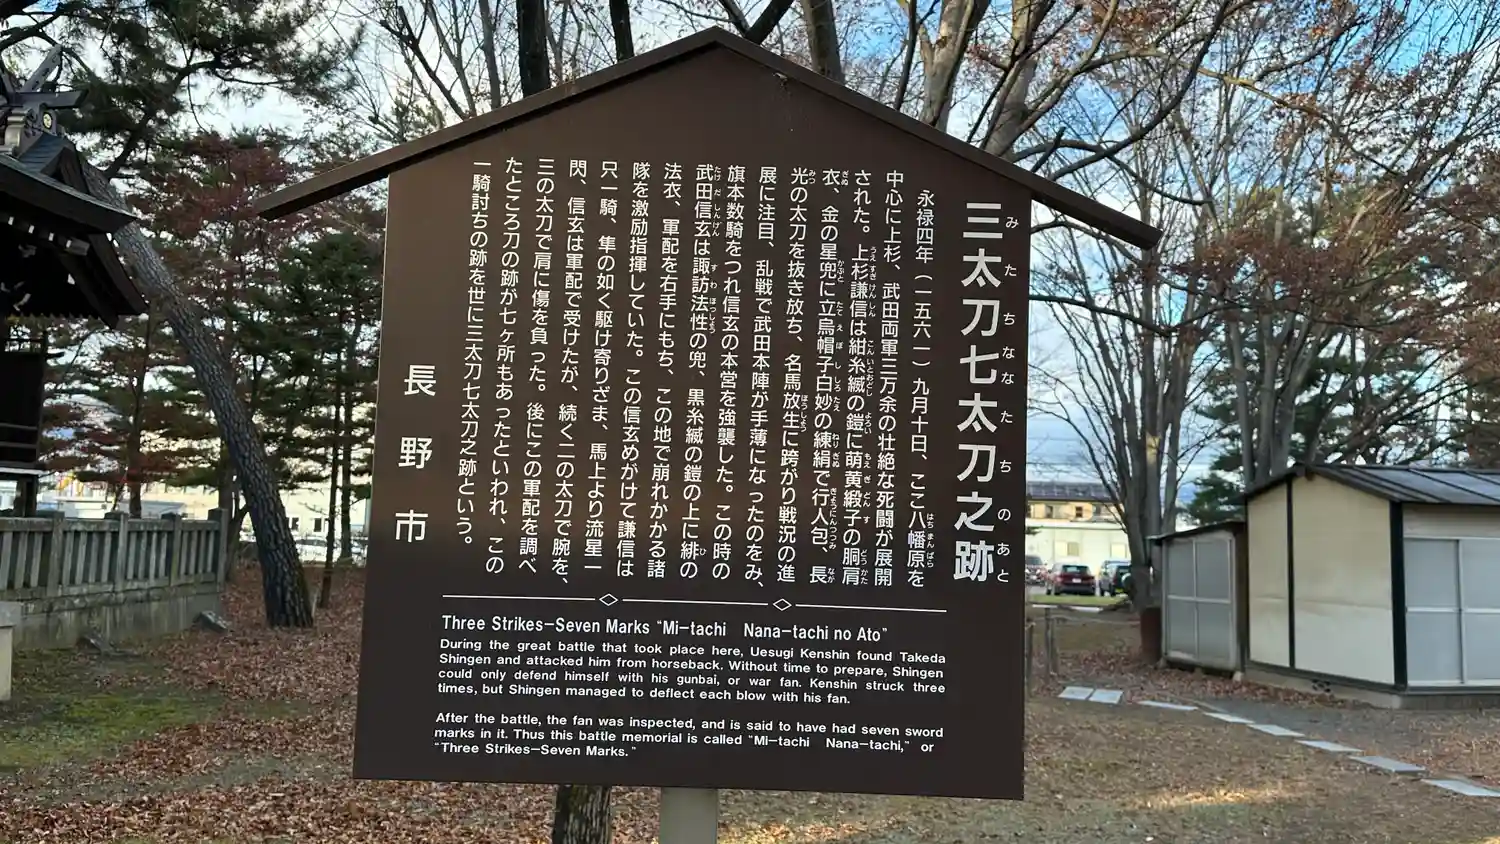 三太刀七太刀之跡
みたちなたちのあと
永禄四年（一五六一）九月十日、ここ八幡原を
中心に上杉、武田両軍三万余の壮絶な死闘が展開
された。上杉謙信は紺糸縅の鎧に萌黄緞子の胴肩
衣、金の星兜に立烏帽子白妙の練絹で行人包、長
光の太刀を抜き放ち、名馬放生に跨がり戦況の進
展に注目、乱戦で武田本陣が手薄になったのをみ、
旗本数騎をつれ信玄の本営を強襲した。この時の
武田信玄は諏訪法性の兜、黒糸縅の鎧の上に緋の
法衣、軍配を右手にもち、この地で崩れかかる諸
隊を激励指揮していた。この信玄めがけて謙信は
只一騎、隼の如く駆け寄りざま、馬上より流星一
閃、信玄は軍配で受けたが、続く二の太刀で腕を、
三の太刀で肩に傷を負った。後にこの軍配を調べ
たところ刀の跡が七ヶ所もあったといわれ、この
一騎討ちの跡を世に三太刀七太刀之跡という。
長野市
Three Strikes-Seven Marks "Mi-tachi Nana-tachi no Ato"
During the great battle that took place here, Uesugi Kenshin found Takeda
Shingen and attacked him from horseback. Without time to prepare, Shingen
could only defend himself with his gunbai, or war fan. Kenshin struck three
times, but Shingen managed to deflect each blow with his fan.
After the battle, the fan was inspected, and is said to have had seven sword
marks in it. Thus this battle memorial is called "Mi-tachi Nana-tachi," or
"Three Strikes-Seven Marks."